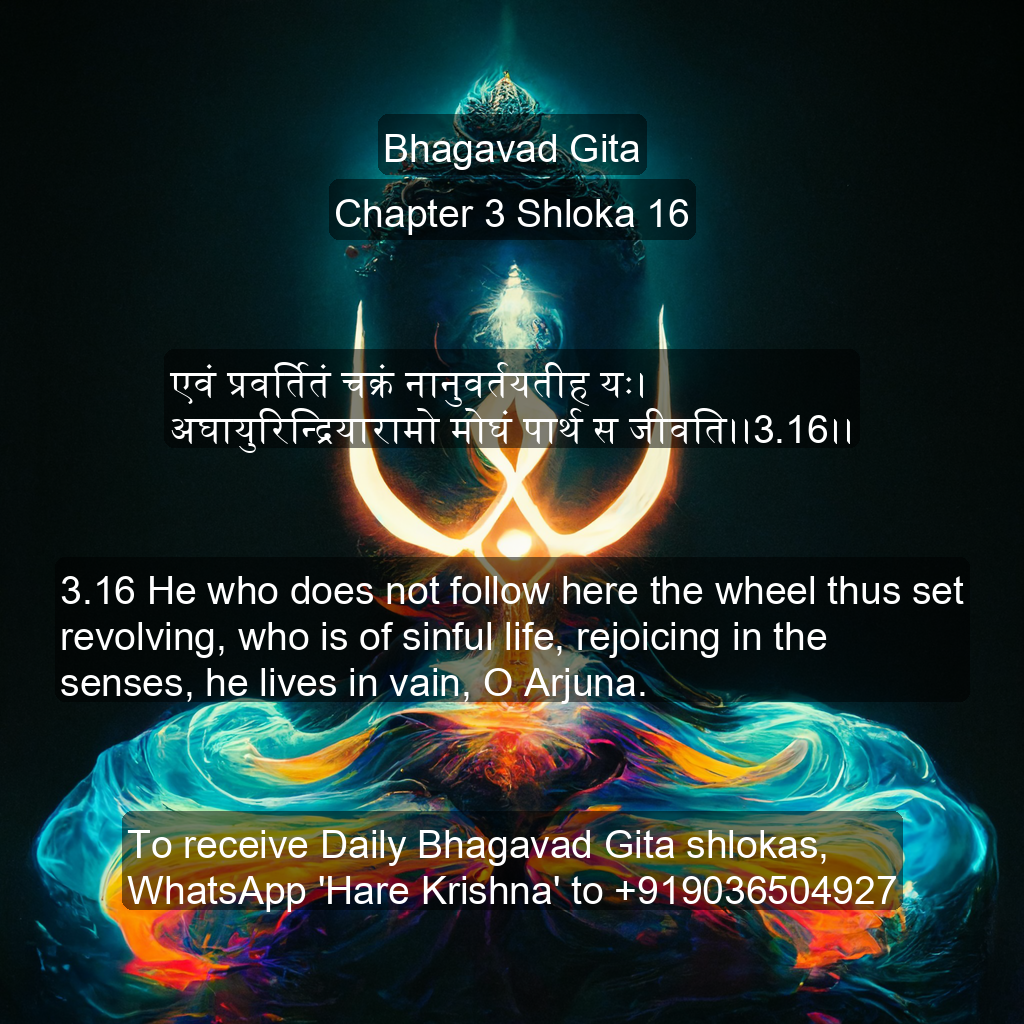 Bhagavad Gita
Chapter 3 Shloka 16
एवं प्रवर्तितं चक्रं नानुवर्तयतीह यः।
अघायुरिन्द्रियारामो मोघं पार्थ स जीवति।।3.16।।
3.16 He who does not follow here the wheel thus set
revolving, who is of sinful life, rejoicing in the
senses, he lives in vain, O Arjuna.
To receive Daily Bhagavad Gita shlokas,
WhatsApp 'Hare Krishna' to +919036504927